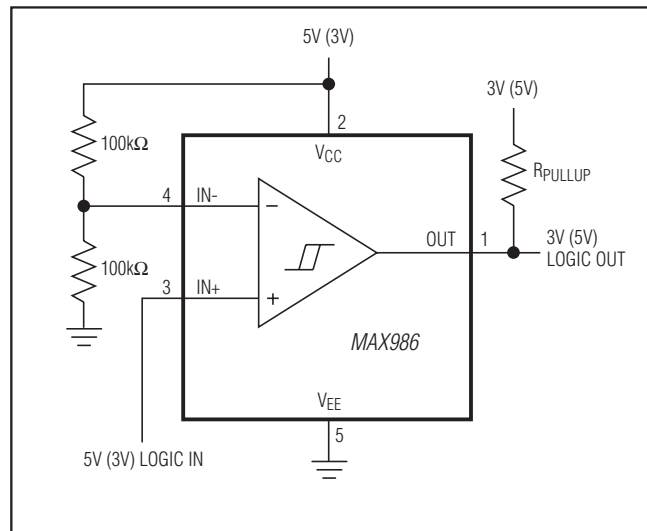 5V (3V)
3V (5V)
2
100kΩ
VCC
RPULLUP
4
IN-
−
OUT
1
3V (5V)
LOGIC OUT
100kΩ
3
IN+
+
MAX986
VEE
5
5V (3V) LOGIC IN